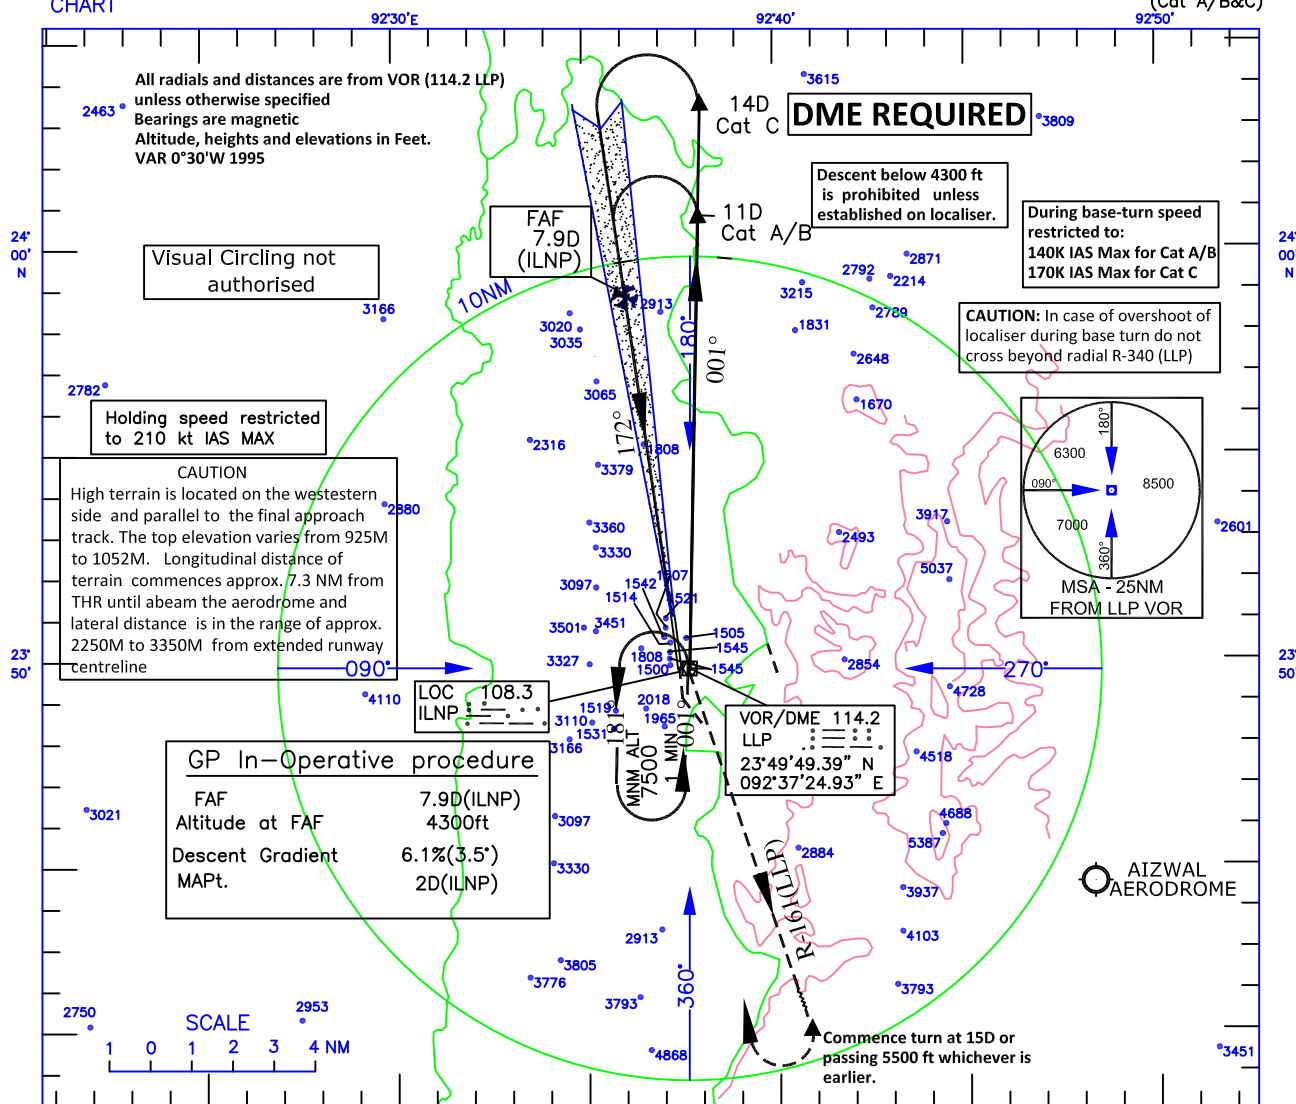 CHART
(Cat A/B&C)
92°30'E
92°40'
92°50'
All radials and distances are from VOR (114.2 LLP)
unless otherwise specified
Bearings are magnetic
Altitude, heights and elevations in Feet.
VAR 0°30'W 1995
2463
3615
14D
Cat C
DME REQUIRED
3809
Descent below 4300 ft
is prohibited unless
established on localiser.
FAF
7.9D
(ILNP)
11D
Cat A/B
During base-turn speed
restricted to:
140K IAS Max for Cat A/B
170K IAS Max for Cat C
24°
00'
N
24°
00'
N
Visual Circling not
authorised
10NM
3166
2913
3020
3035
180°
001°
2871
2792
2214
3215
2789
1831
2648
CAUTION: In case of overshoot of
localiser during base turn do not
cross beyond radial R-340 (LLP)
2782
3065
1670
Holding speed restricted
to 210 kt IAS MAX
172°
2316
1808
3379
180°
6300
090°
8500
7000
360°
MSA - 25NM
FROM LLP VOR
CAUTION
High terrain is located on the westestern
side and parallel to the final approach
track. The top elevation varies from 925M
to 1052M. Longitudinal distance of
terrain commences approx. 7.3 NM from
THR until abeam the aerodrome and
lateral distance is in the range of approx.
2250M to 3350M from extended runway
centreline
2880
3360
3330
3917
2493
2601
5037
3097
1542
1507
1514
1521
3501
3451
1505
1808
1545
3327
1500
1545
2854
23°
50'
23°
50'
N
090°
270°
4110
4728
LOC 108.3
ILNP
1519
2018
3110
1965
1531
3166
181°
MNM ALT
7500
1 MIN
001°
VOR/DME 114.2
LLP
23°49'49.39" N
092°37'24.93" E
4518
GP In-Operative procedure
FAF 7.9D(ILNP)
Altitude at FAF 4300ft
Descent Gradient 6.1%(3.5°)
MAPt. 2D(ILNP)
3021
3097
4688
5387
2884
3330
R-161(LLP)
AIZWAL
AERODROME
3937
2913
4103
3805
3776
360°
3793
3793
2750
2953
SCALE
1 0 1 2 3 4 NM
4868
Commence turn at 15D or
passing 5500 ft whichever is
earlier.
3451